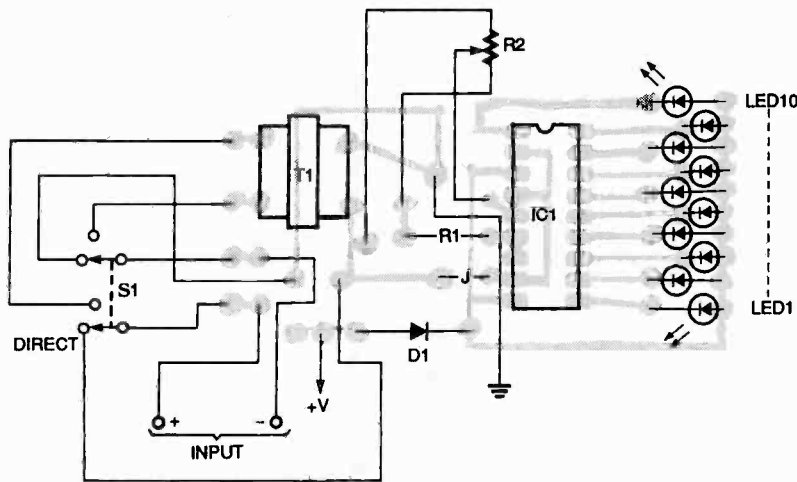 R2
LED10
T1
IC1
R1
J
S1
DIRECT
LED1
D1
+V
+ −
INPUT